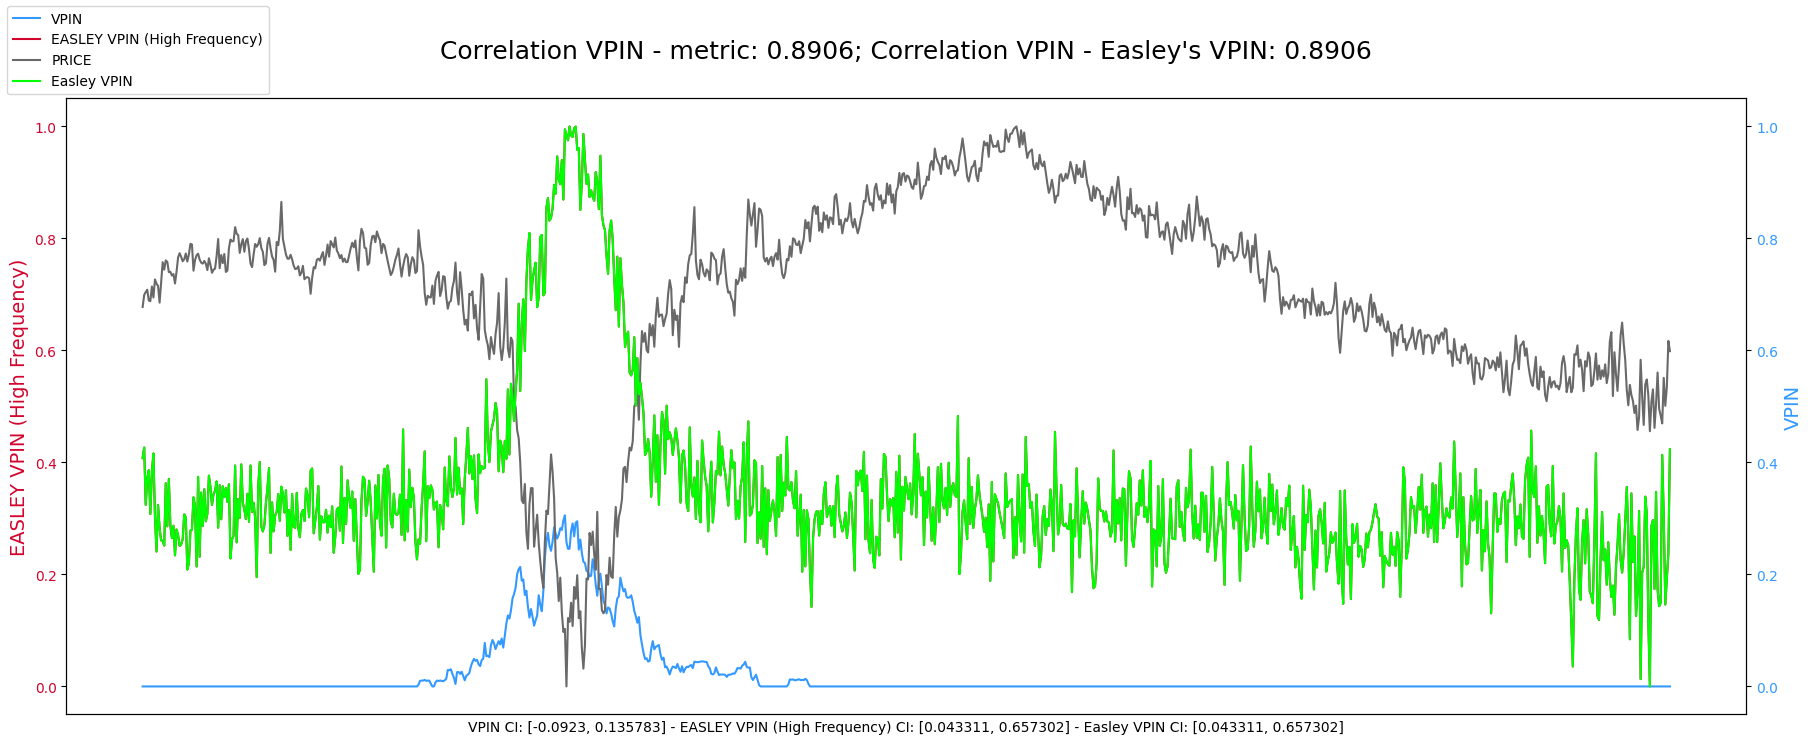 VPIN
EASLEY VPIN (High Frequency)
PRICE
Easley VPIN
Correlation VPIN - metric: 0.8906; Correlation VPIN - Easley's VPIN: 0.8906
EASLEY VPIN (High Frequency)
1.0
0.8
0.6
0.4
0.2
0.0
1.0
0.8
0.6
0.4
0.2
0.0
VPIN
VPIN CI: [-0.0923, 0.135783] - EASLEY VPIN (High Frequency) CI: [0.043311, 0.657302] - Easley VPIN CI: [0.043311, 0.657302]